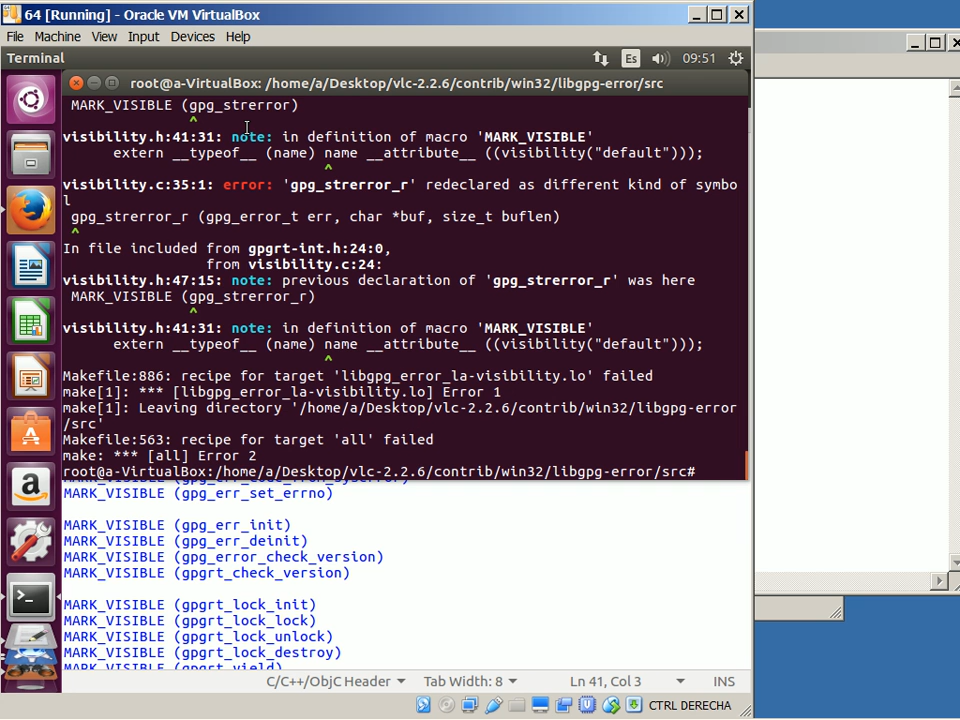 64 [Running] - Oracle VM VirtualBox
File Machine View Input Devices Help
Terminal
Es
09:51
root@a-VirtualBox: /home/a/Desktop/vlc-2.2.6/contrib/win32/libgpg-error/src
MARK_VISIBLE (gpg_strerror)
^
visibility.h:41:31: note: in definition of macro 'MARK_VISIBLE'
extern __typeof__ (name) name __attribute__ ((visibility("default")));
^
visibility.c:35:1: error: 'gpg_strerror_r' redeclared as different kind of symbo
l
gpg_strerror_r (gpg_error_t err, char *buf, size_t buflen)
^
In file included from gpgrt-int.h:24:0,
from visibility.c:24:
visibility.h:47:15: note: previous declaration of 'gpg_strerror_r' was here
MARK_VISIBLE (gpg_strerror_r)
^
visibility.h:41:31: note: in definition of macro 'MARK_VISIBLE'
extern __typeof__ (name) name __attribute__ ((visibility("default")));
^
Makefile:886: recipe for target 'libgpg_error_la-visibility.lo' failed
make[1]: *** [libgpg_error_la-visibility.lo] Error 1
make[1]: Leaving directory '/home/a/Desktop/vlc-2.2.6/contrib/win32/libgpg-error
/src'
Makefile:563: recipe for target 'all' failed
make: *** [all] Error 2
root@a-VirtualBox:/home/a/Desktop/vlc-2.2.6/contrib/win32/libgpg-error/src#
MARK_VISIBLE (gpg_err_set_errno)
MARK_VISIBLE (gpg_err_init)
MARK_VISIBLE (gpg_err_deinit)
MARK_VISIBLE (gpg_error_check_version)
MARK_VISIBLE (gpgrt_check_version)
MARK_VISIBLE (gpgrt_lock_init)
MARK_VISIBLE (gpgrt_lock_lock)
MARK_VISIBLE (gpgrt_lock_unlock)
MARK_VISIBLE (gpgrt_lock_destroy)
MARK_VISIBLE (gpgrt_yield)
C/C++/ObjC Header Tab Width: 8 Ln 41, Col 3 INS
CTRL DERECHA